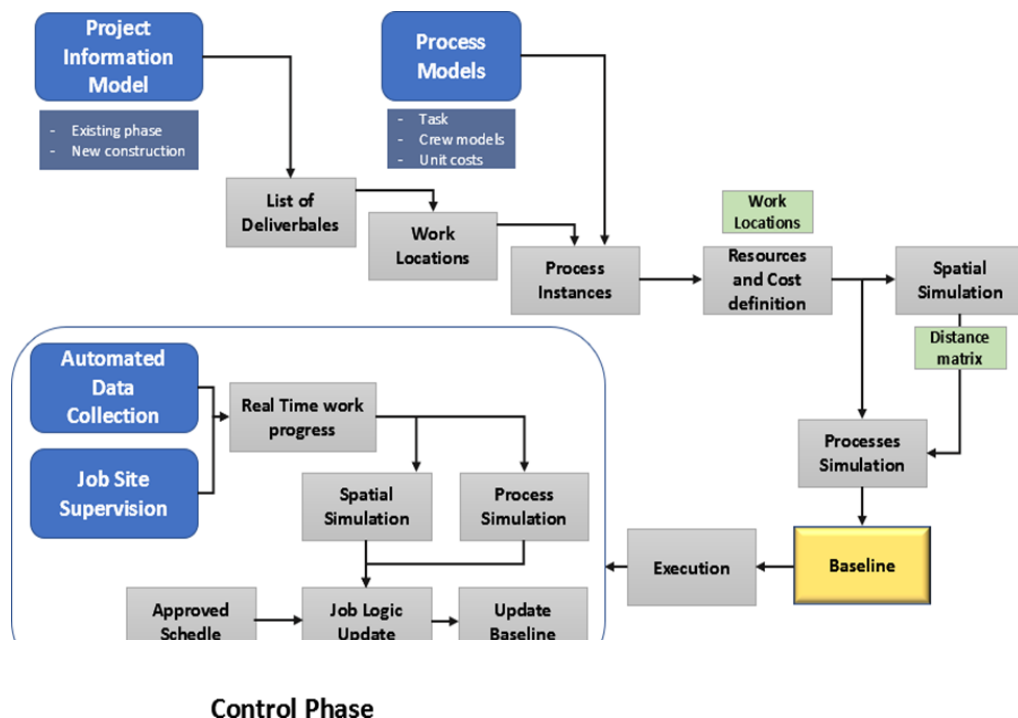 Project
Information
Model
- Existing phase
- New construction
Process
Models
- Task
- Crew models
- Unit costs
List of
Deliverbales
Work
Locations
Process
Instances
Work
Locations
Resources
and Cost
definition
Spatial
Simulation
Distance
matrix
Processes
Simulation
Baseline
Execution
Automated
Data
Collection
Job Site
Supervision
Real Time work
progress
Spatial
Simulation
Process
Simulation
Approved
Schedle
Job Logic
Update
Update
Baseline
Control Phase